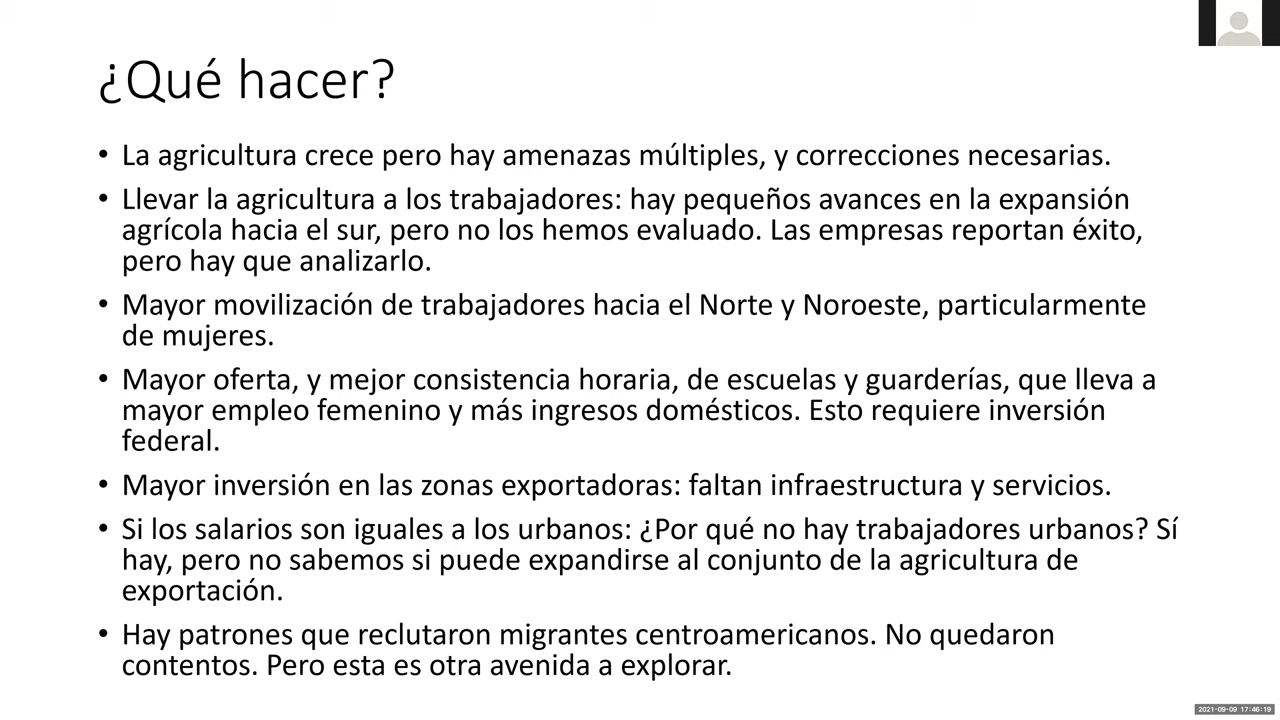 ¿Qué hacer?
• La agricultura crece pero hay amenazas múltiples, y correcciones necesarias.
• Llevar la agricultura a los trabajadores: hay pequeños avances en la expansión
agrícola hacia el sur, pero no los hemos evaluado. Las empresas reportan éxito,
pero hay que analizarlo.
• Mayor movilización de trabajadores hacia el Norte y Noroeste, particularmente
de mujeres.
• Mayor oferta, y mejor consistencia horaria, de escuelas y guarderías, que lleva a
mayor empleo femenino y más ingresos domésticos. Esto requiere inversión
federal.
• Mayor inversión en las zonas exportadoras: faltan infraestructura y servicios.
• Si los salarios son iguales a los urbanos: ¿Por qué no hay trabajadores urbanos? Sí
hay, pero no sabemos si puede expandirse al conjunto de la agricultura de
exportación.
• Hay patrones que reclutaron migrantes centroamericanos. No quedaron
contentos. Pero esta es otra avenida a explorar.
2021-09-09 17:46:19